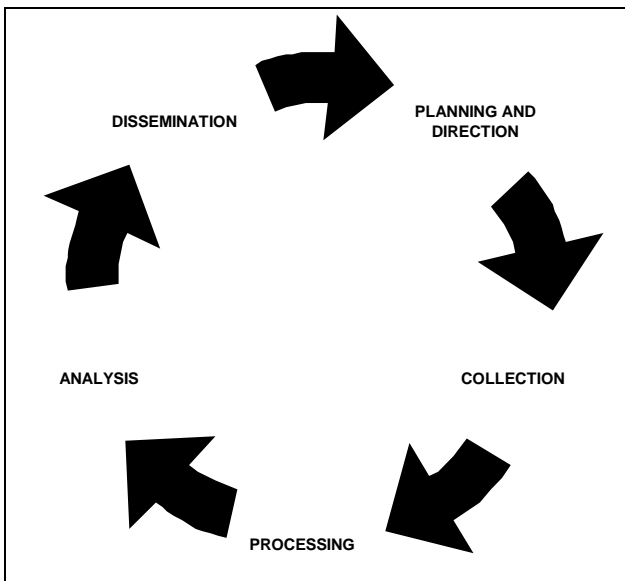 DISSEMINATION
PLANNING AND
DIRECTION
ANALYSIS
COLLECTION
PROCESSING